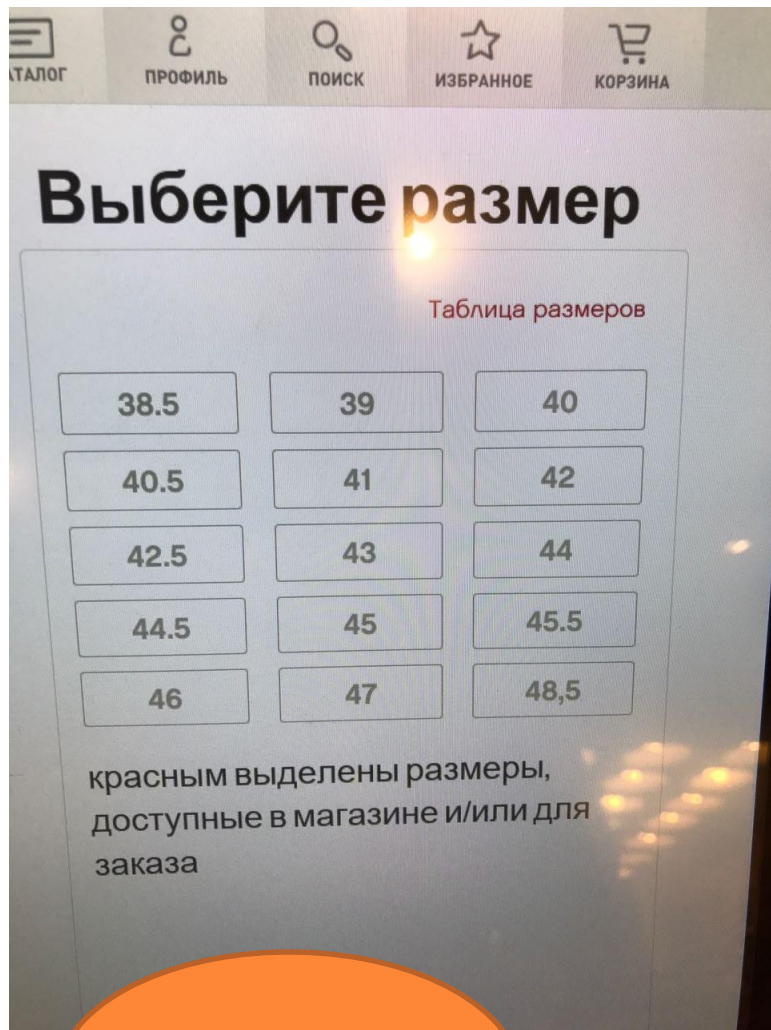 ПРОФИЛЬ ПОИСК ИЗБРАННОЕ КОРЗИНА
Выберите размер
Таблица размеров
38.5 39 40
40.5 41 42
42.5 43 44
44.5 45 45.5
46 47 48,5
красным выделены размеры,
доступные в магазине и/или для
заказа